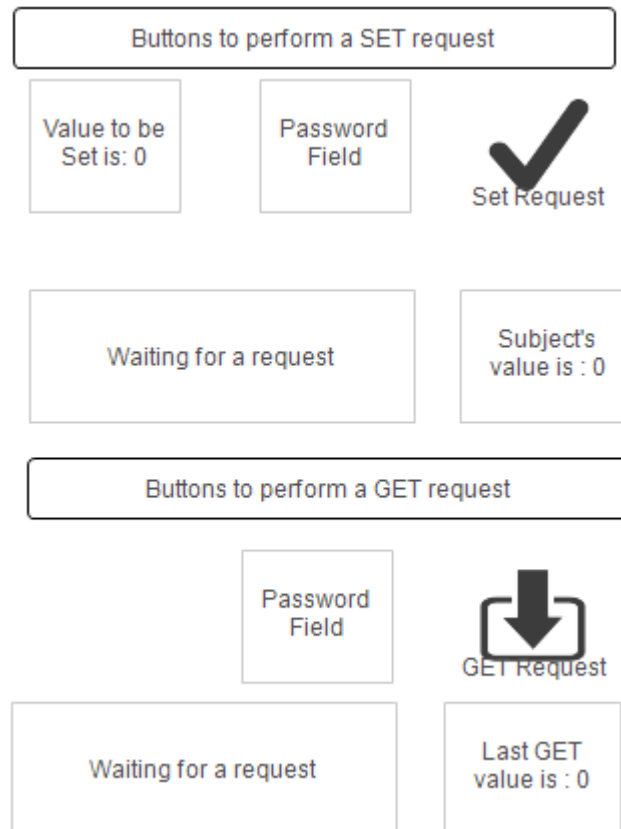 Buttons to perform a SET request
Value to be
Set is: 0
Password
Field
Set Request
Waiting for a request
Subject's
value is : 0
Buttons to perform a GET request
Password
Field
GET Request
Waiting for a request
Last GET
value is : 0